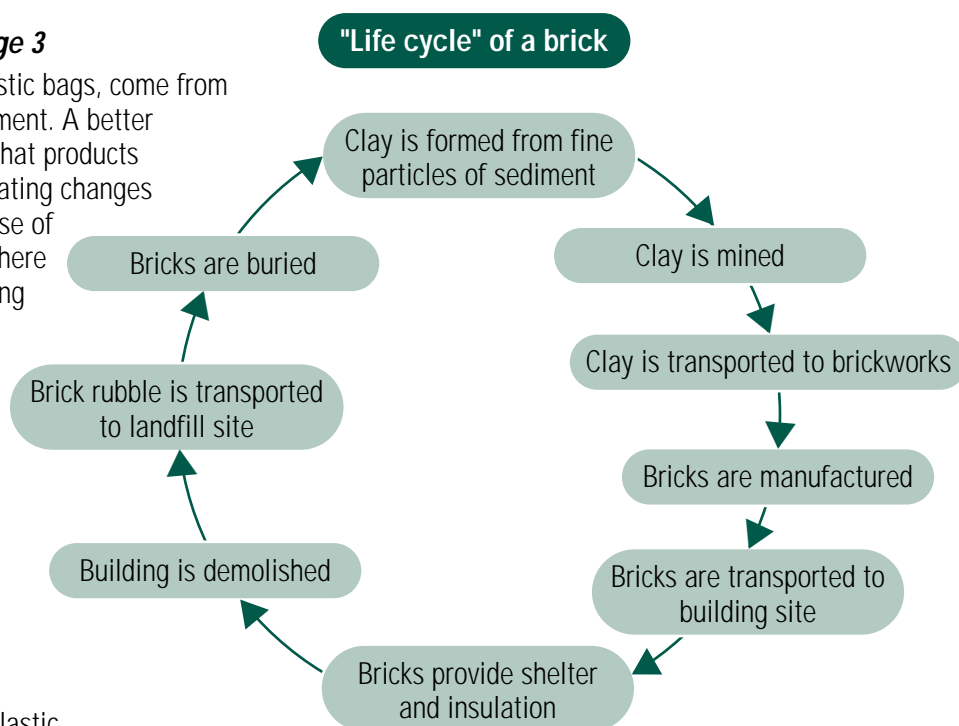 ge 3
"Life cycle" of a brick
stic bags, come from
ment. A better
hat products
ating changes
se of
here
ng
Clay is formed from fine
particles of sediment
Clay is mined
Clay is transported to brickworks
Bricks are manufactured
Bricks are transported to
building site
Bricks provide shelter
and insulation
Building is demolished
Brick rubble is transported
to landfill site
Bricks are buried
lastic